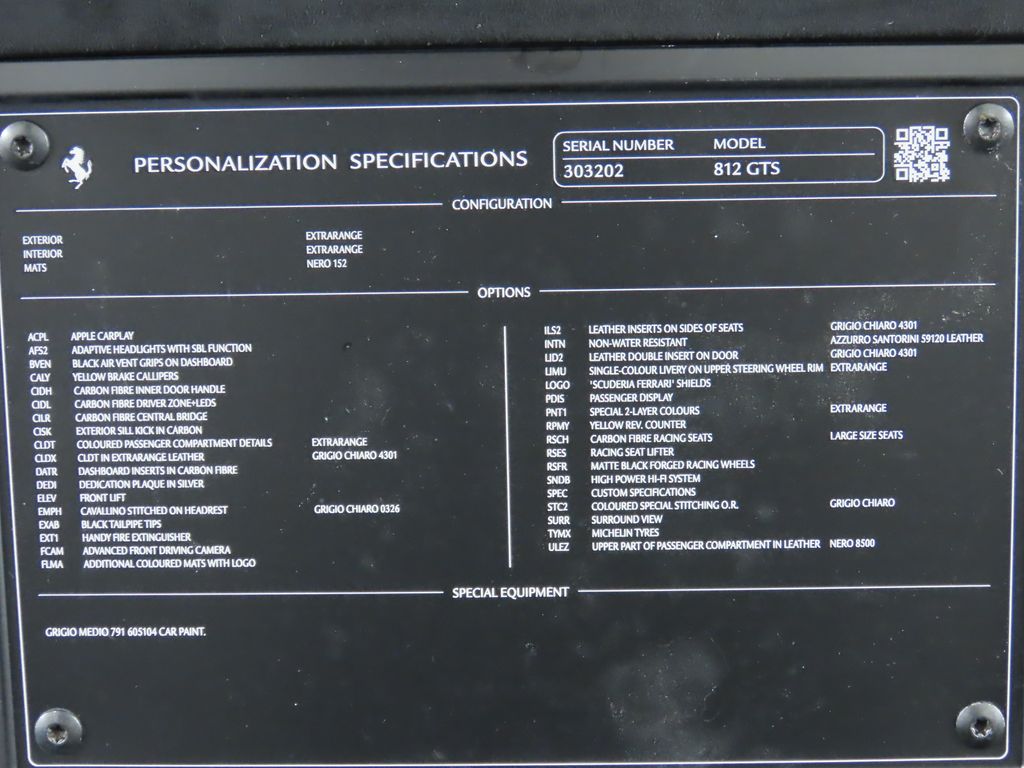 PERSONALIZATION SPECIFICATIONS
SERIAL NUMBER MODEL
303202 812 GTS
CONFIGURATION
EXTERIOR EXTRARANGE
INTERIOR EXTRARANGE
MATS NERO 152
OPTIONS
ACPL APPLE CARPLAY
AFS2 ADAPTIVE HEADLIGHTS WITH SBL FUNCTION
BVEN BLACK AIR VENT GRIPS ON DASHBOARD
CALY YELLOW BRAKE CALLIPERS
CIDH CARBON FIBRE INNER DOOR HANDLE
CIDL CARBON FIBRE DRIVER ZONE+LEDS
CILR CARBON FIBRE CENTRAL BRIDGE
CISK EXTERIOR SILL KICK IN CARBON
CLDT COLOURED PASSENGER COMPARTMENT DETAILS EXTRARANGE
CLDX CLDT IN EXTRARANGE LEATHER GRIGIO CHIARO 4301
DATR DASHBOARD INSERTS IN CARBON FIBRE
DEDI DEDICATION PLAQUE IN SILVER
ELEV FRONT LIFT
EMPH CAVALLINO STITCHED ON HEADREST GRIGIO CHIARO 0326
EXAB BLACK TAILPIPE TIPS
EXT1 HANDY FIRE EXTINGUISHER
FCAM ADVANCED FRONT DRIVING CAMERA
FLMA ADDITIONAL COLOURED MATS WITH LOGO
ILS2 LEATHER INSERTS ON SIDES OF SEATS GRIGIO CHIARO 4301
INTN NON-WATER RESISTANT AZZURRO SANTORINI 59120 LEATHER
LID2 LEATHER DOUBLE INSERT ON DOOR GRIGIO CHIARO 4301
LIMU SINGLE-COLOUR LIVERY ON UPPER STEERING WHEEL RIM EXTRARANGE
LOGO 'SCUDERIA FERRARI' SHIELDS
PDIS PASSENGER DISPLAY
PNT1 SPECIAL 2-LAYER COLOURS EXTRARANGE
RPMY YELLOW REV. COUNTER
RSCH CARBON FIBRE RACING SEATS LARGE SIZE SEATS
RSES RACING SEAT LIFTER
RSFR MATTE BLACK FORGED RACING WHEELS
SNDB HIGH POWER HI-FI SYSTEM
SPEC CUSTOM SPECIFICATIONS
STC2 COLOURED SPECIAL STITCHING O.R. GRIGIO CHIARO
SURR SURROUND VIEW
TYMX MICHELIN TYRES
ULEZ UPPER PART OF PASSENGER COMPARTMENT IN LEATHER NERO 8500
SPECIAL EQUIPMENT
GRIGIO MEDIO 791 605104 CAR PAINT.